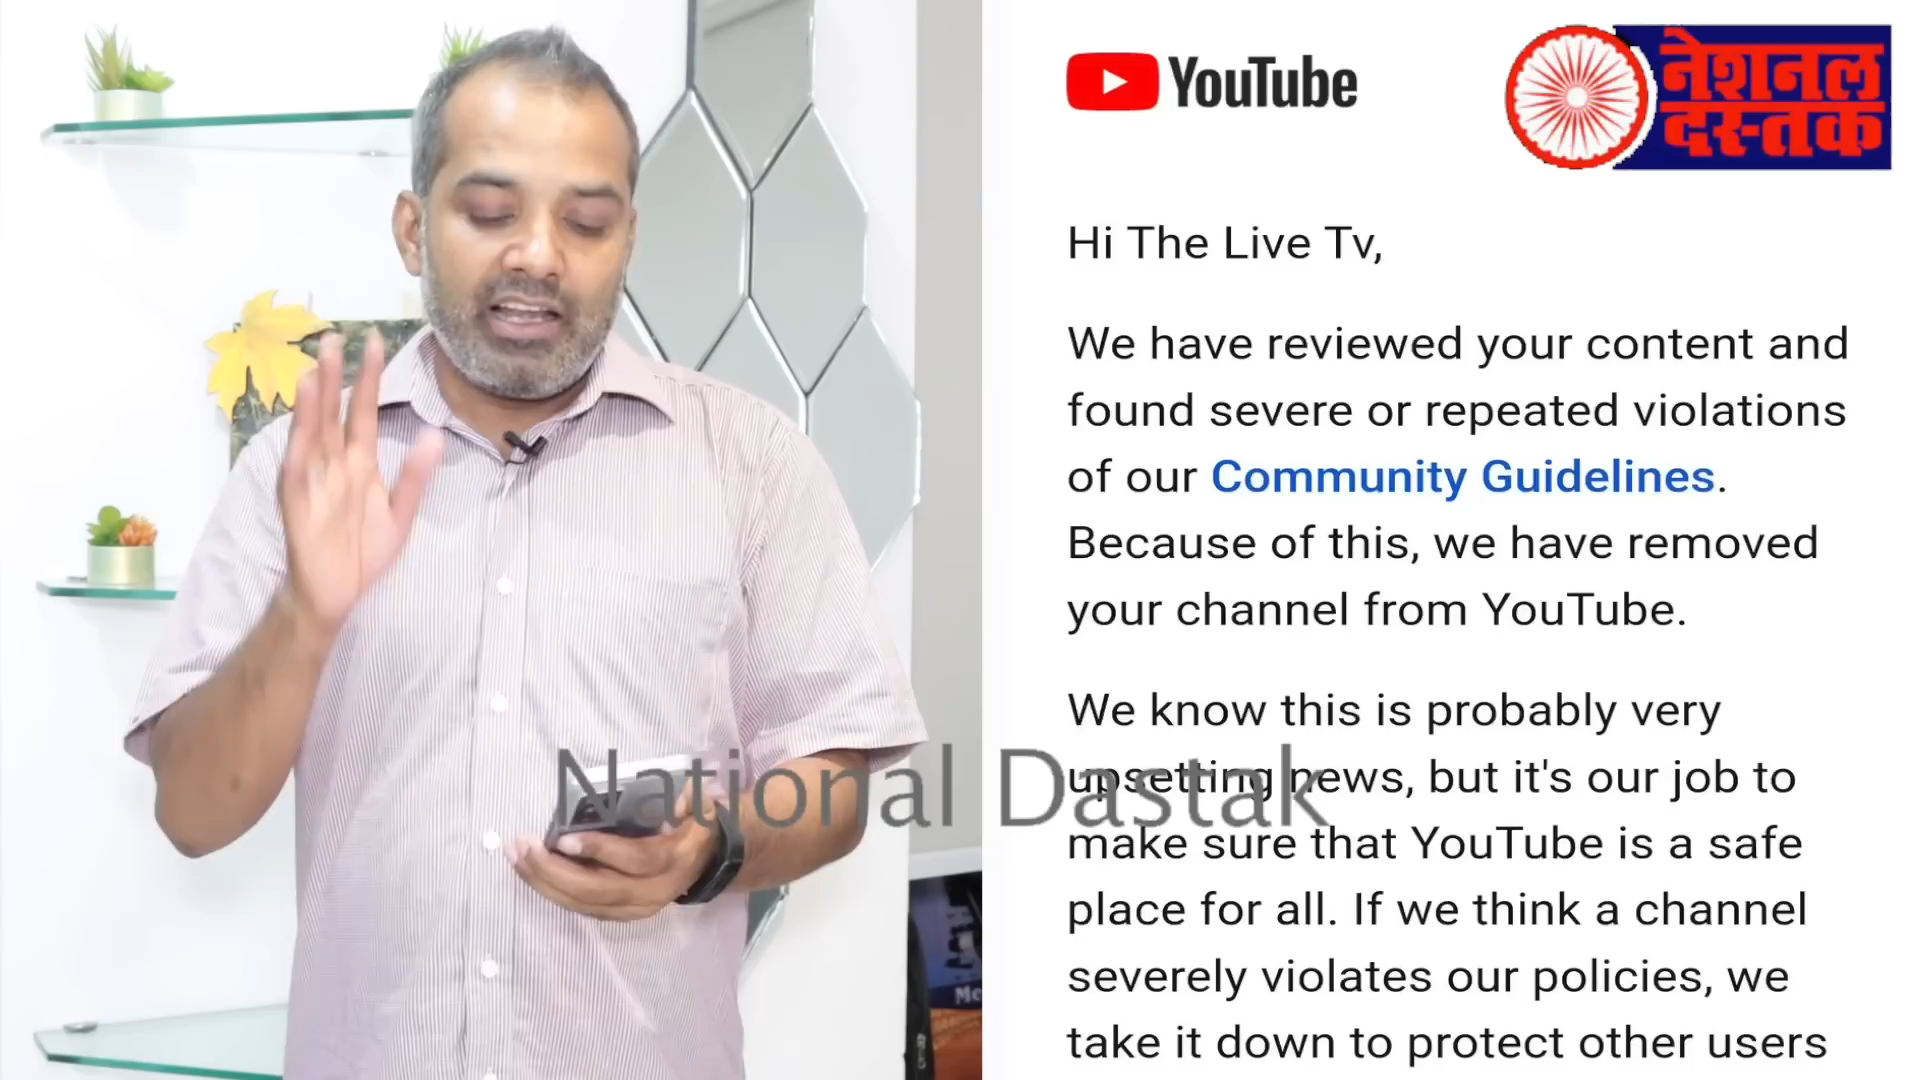 YouTube
नेशनल
दस्तक
Hi The Live Tv,
We have reviewed your content and
found severe or repeated violations
of our Community Guidelines.
Because of this, we have removed
your channel from YouTube.
We know this is probably very
upsetting news, but it's our job to
make sure that YouTube is a safe
place for all. If we think a channel
severely violates our policies, we
take it down to protect other users
National Dastak